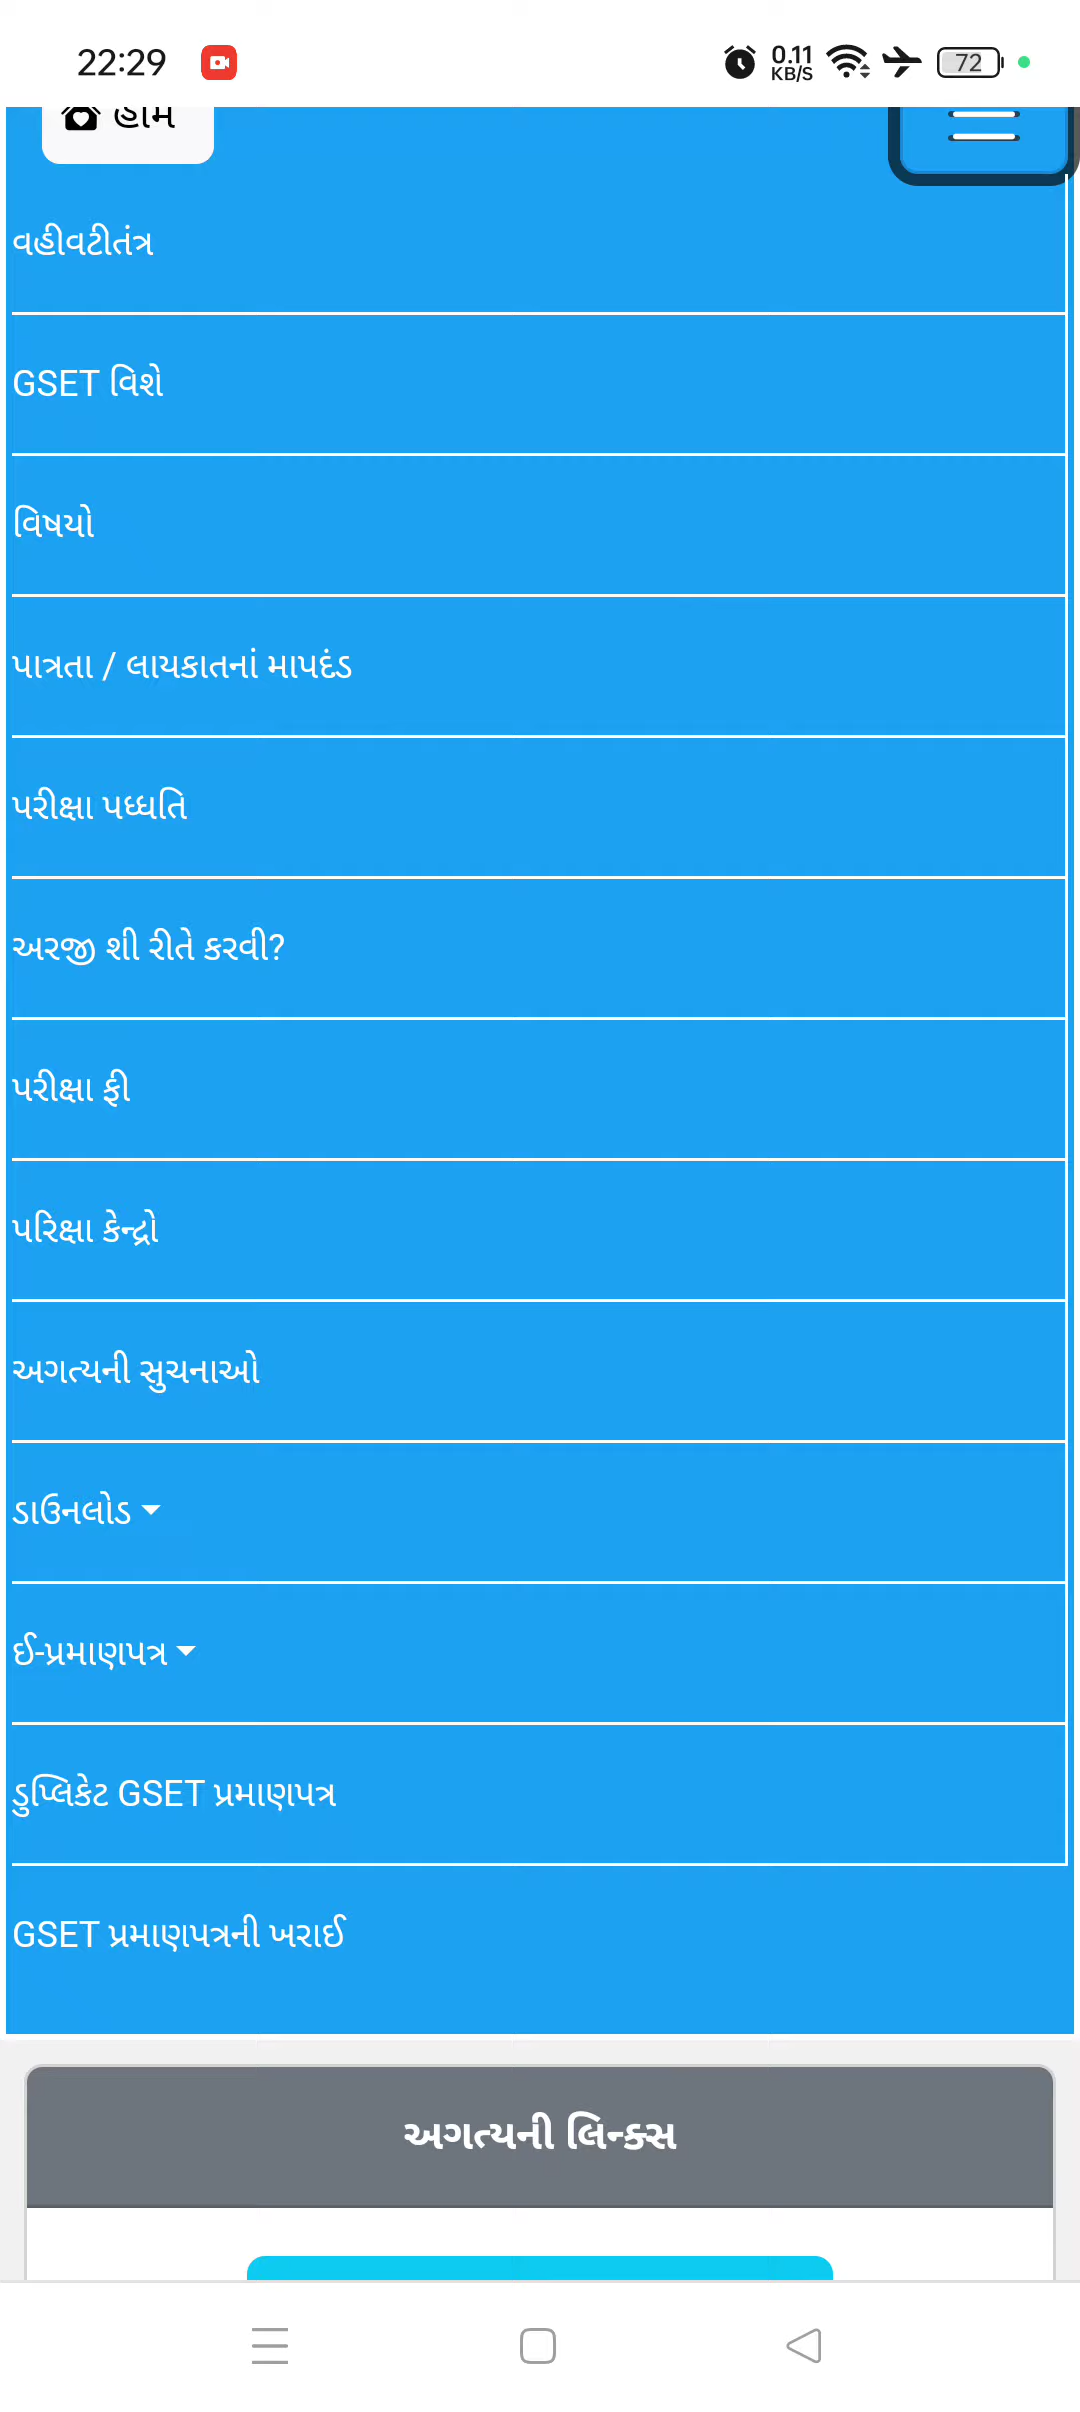 22:29
0.11
KB/S
72
હોમ
વહીવટીતંત્ર
GSET વિશે
વિષયો
પાત્રતા / લાયકાતનાં માપદંડ
પરીક્ષા પધ્ધતિ
અરજી શી રીતે કરવી?
પરીક્ષા ફી
પરિક્ષા કેન્દ્રો
અગત્યની સુચનાઓ
ડાઉનલોડ
ઈ-પ્રમાણપત્ર
ડુપ્લિકેટ GSET પ્રમાણપત્ર
GSET પ્રમાણપત્રની ખરાઈ
અગત્યની લિન્ક્સ